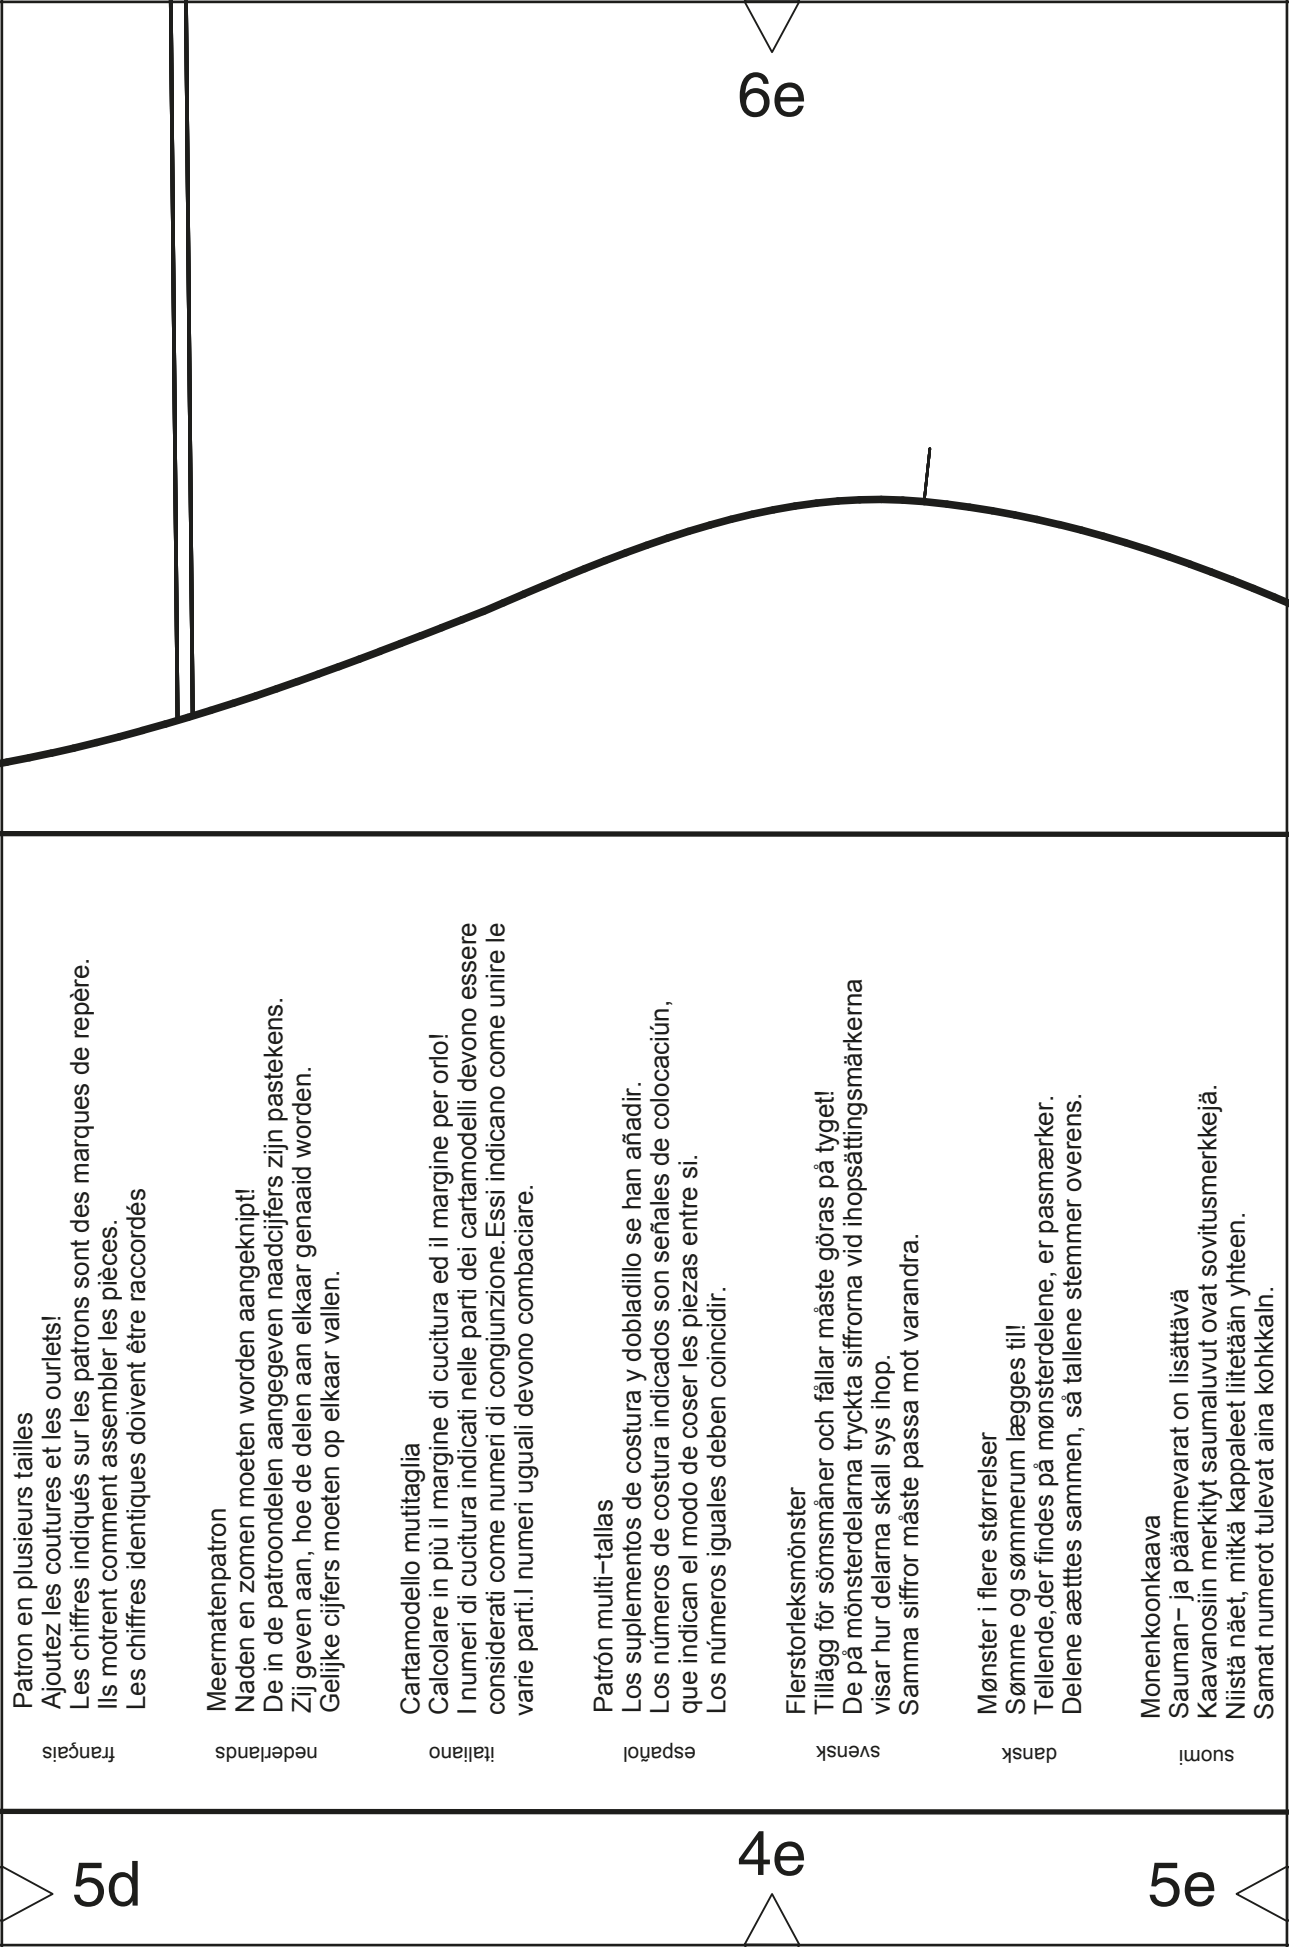 6e
français
Patron en plusieurs tailles
Ajoutez les coutures et les ourlets!
Les chiffres indiqués sur les patrons sont des marques de repère.
Ils motrent comment assembler les pièces.
Les chiffres identiques doivent être raccordés
nederlands
Meermatenpatron
Naden en zomen moeten worden aangeknipt!
De in de patroondelen aangegeven naadcijfers zijn pastekens.
Zij geven aan, hoe de delen aan elkaar genaaid worden.
Gelijke cijfers moeten op elkaar vallen.
italiano
Cartamodello mutitaglia
Calcolare in più il margine di cucitura ed il margine per orlo!
I numeri di cucitura indicati nelle parti dei cartamodelli devono essere
considerati come numeri di congiunzione.Essi indicano come unire le
varie parti.I numeri uguali devono combaciare.
español
Patrón multi-tallas
Los suplementos de costura y dobladillo se han añadir.
Los números de costura indicados son señales de colocaciún,
que indican el modo de coser les piezas entre si.
Los números iguales deben coincidir.
svensk
Flerstorleksmönster
Tillägg för sömsmåner och fållar måste göras på tyget!
De på mönsterdelarna tryckta siffrorna vid ihopsättingsmärkerna
visar hur delarna skall sys ihop.
Samma siffror måste passa mot varandra.
dansk
Mønster i flere størrelser
Sømme og sømmerum lægges til!
Tellende,der findes på mønsterdelene, er pasmærker.
Delene aætttes sammen, så tallene stemmer overens.
suomi
Monenkoonkaava
Sauman- ja päärmevarat on lisättävä
Kaavanosiin merkityt saumaluvut ovat sovitusmerkkejä.
Niistä näet, mitkä kappaleet liitetään yhteen.
Samat numerot tulevat aina kohkkaln.
5d
4e
5e